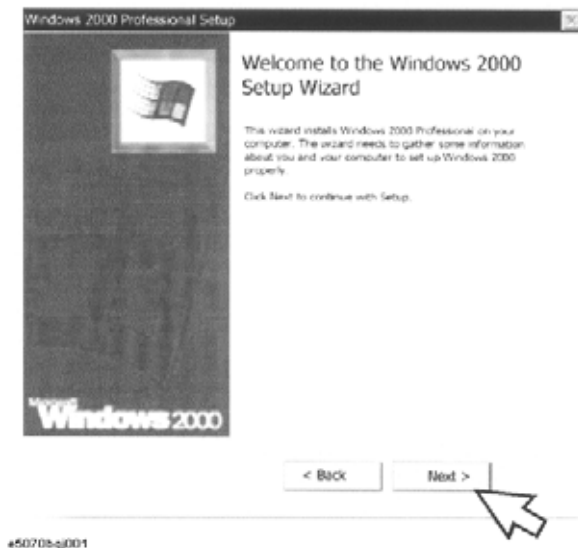 Windows 2000 Professional Setup
Welcome to the Windows 2000
Setup Wizard
This wizard installs Windows 2000 Professional on your
computer. The wizard needs to gather some information
about you and your computer to set up Windows 2000
properly.
Click Next to continue with Setup.
Microsoft
Windows 2000
< Back
Next >